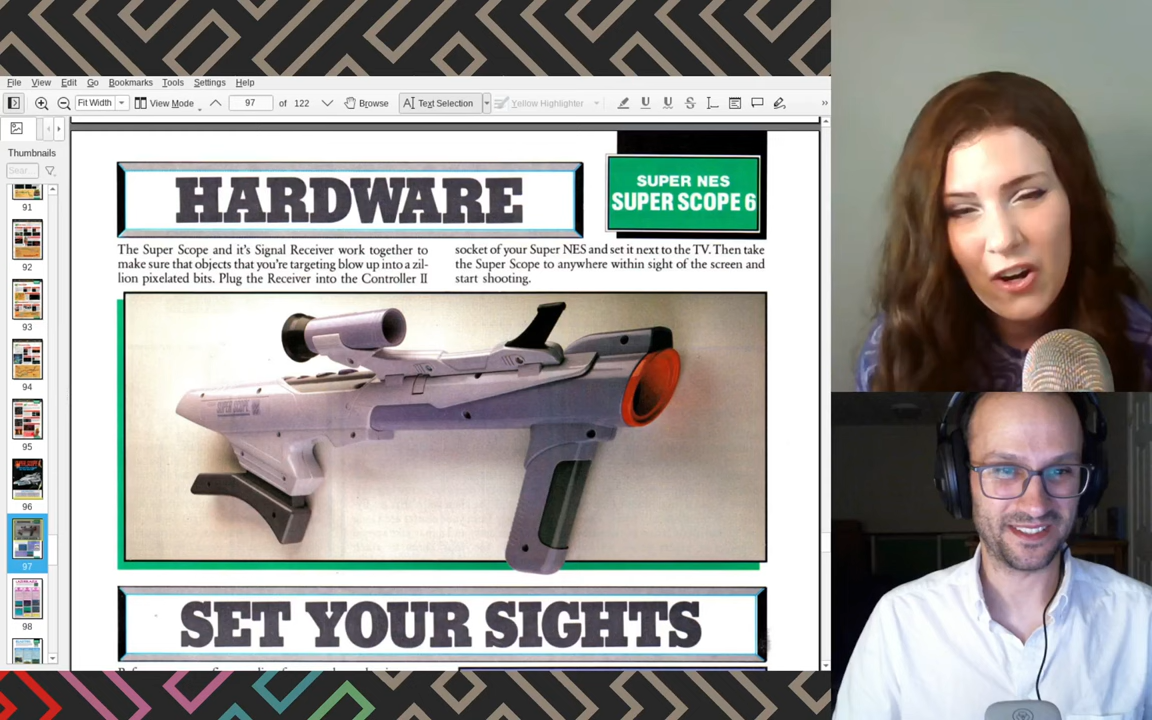 File View Edit Go Bookmarks Tools Settings Help
Fit Width View Mode 97 of 122 Browse Text Selection Yellow Highlighter
Thumbnails
Sear...
91
92
93
94
95
96
97
98
HARDWARE
SUPER NES
SUPER SCOPE 6
The Super Scope and it's Signal Receiver work together to
make sure that objects that you're targeting blow up into a zil-
lion pixelated bits. Plug the Receiver into the Controller II
socket of your Super NES and set it next to the TV. Then take
the Super Scope to anywhere within sight of the screen and
start shooting.
SUPER SCOPE
SET YOUR SIGHTS